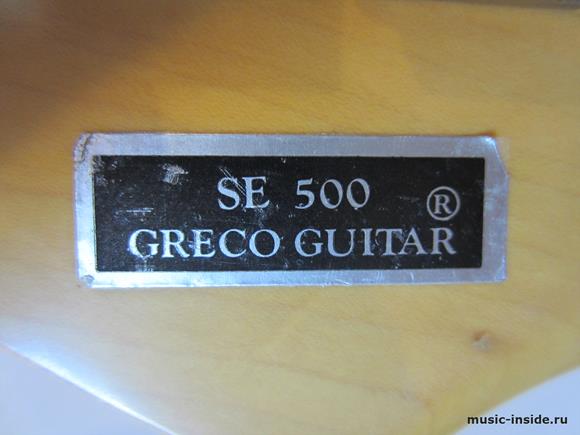 SE 500
GRECO GUITAR ®
music-inside.ru